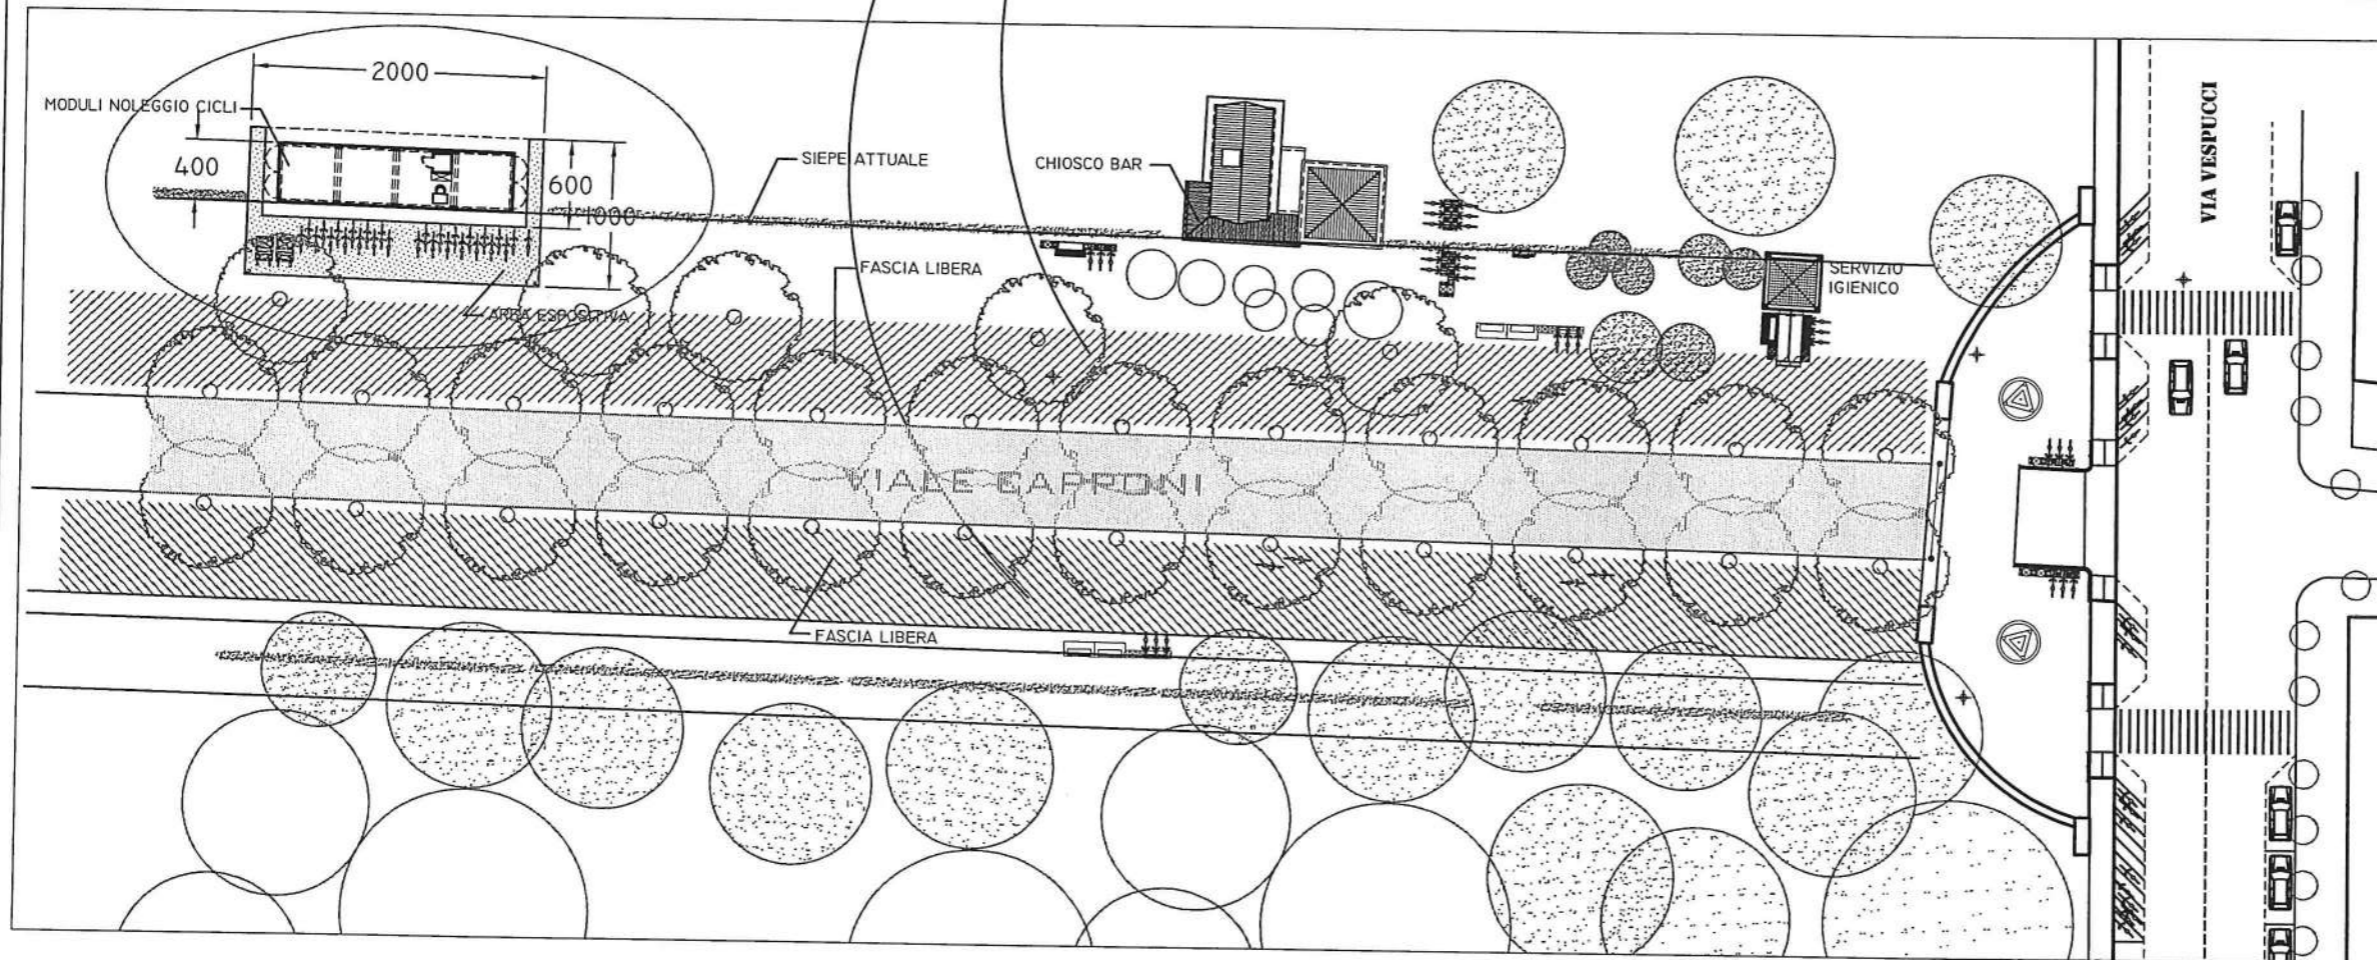 2000
MODULI NOLEGGIO CICLI
400
600
1000
SIEPE ATTUALE
CHIOSCO BAR
VIA VESPUCCI
FASCIA LIBERA
SERVIZIO
IGIENICO
AREA ESPOSITIVA
VIALE CAPRONI
FASCIA LIBERA